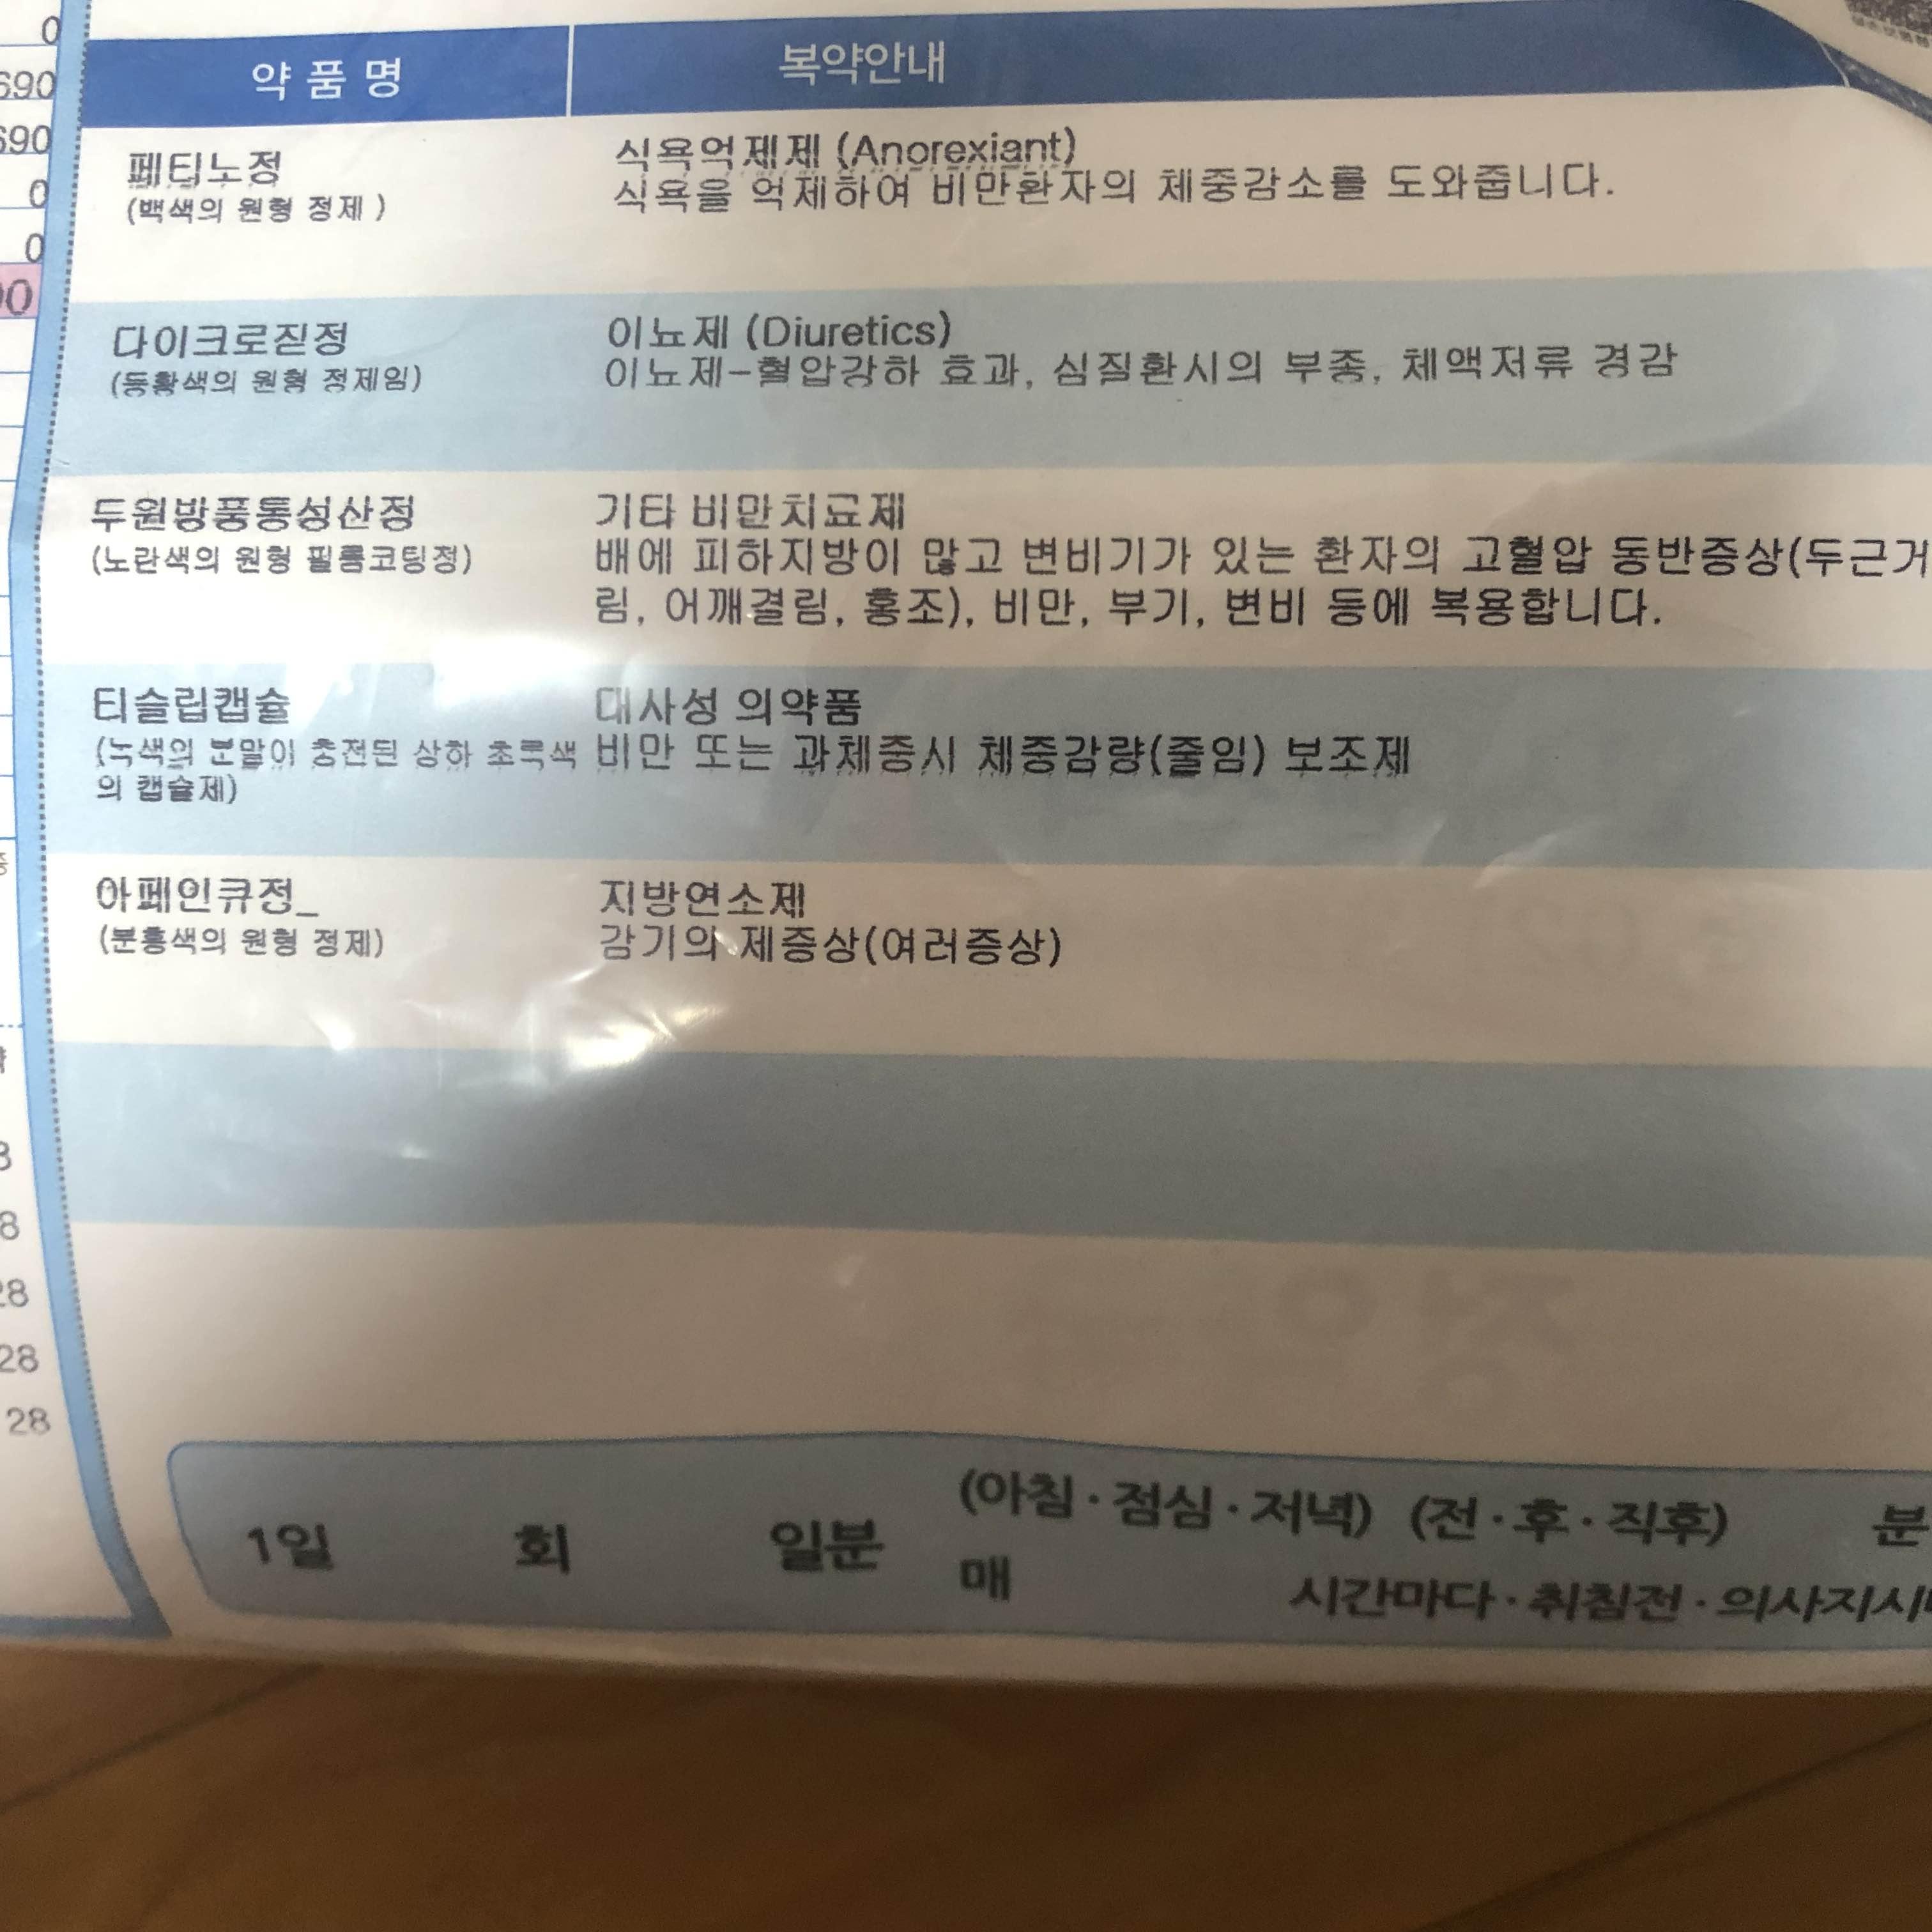 0
690
690
0
0
00
약 품 명
복약안내
페티노정
(백색의 원형 정제 )
식욕억제제 (Anorexiant)
식욕을 억제하여 비만환자의 체중감소를 도와줍니다.
다이크로짇정
(등황색의 원형 정제임)
이뇨제 (Diuretics)
이뇨제-혈압강하 효과, 심질환시의 부종, 체액저류 경감
두원방풍통성산정
(노란색의 원형 필름코팅정)
기타 비만치료제
배에 피하지방이 많고 변비기가 있는 환자의 고혈압 동반증상(두근거
림, 어깨결림, 홍조), 비만, 부기, 변비 등에 복용합니다.
티슬림캡슐
(녹색의 분말이 충전된 상하 초록색
의 캡슐제)
대사성 의약품
비만 또는 과체중시 체중감량(줄임) 보조제
아페인큐정_
(분홍색의 원형 정제)
지방연소제
감기의 제증상(여러증상)
8
28
28
28
1일 회 일분
(아침·점심·저녁) (전·후·직후) 분
매 시간마다·취침전·의사지시